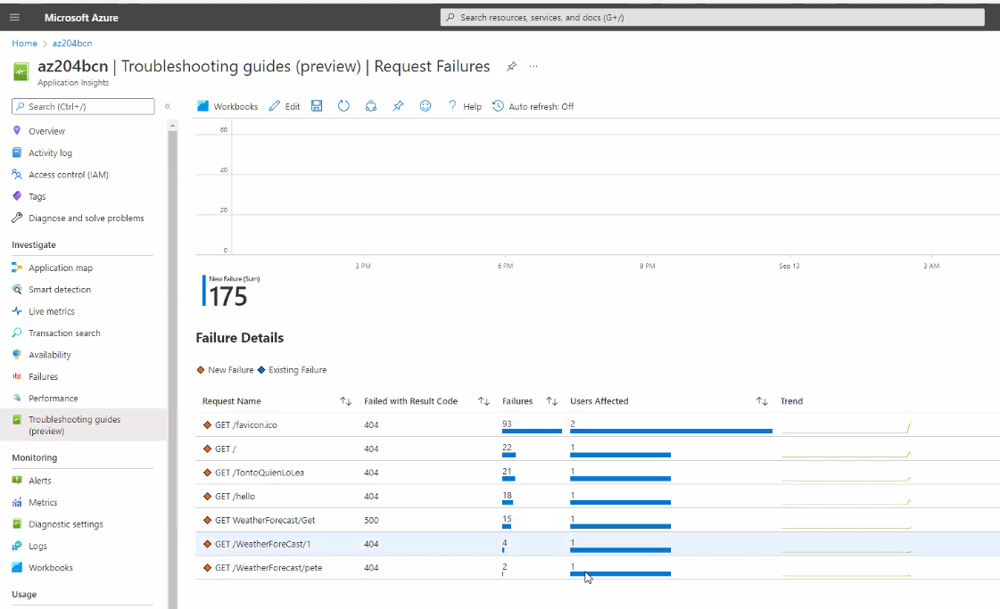 Microsoft Azure
Search resources, services, and docs (G+/)
Home > az204bcn
az204bcn | Troubleshooting guides (preview) | Request Failures
Application Insights
Search (Ctrl+/)
Workbooks Edit Help Auto refresh: Off
Overview
Activity log
Access control (IAM)
Tags
Diagnose and solve problems
Investigate
Application map
Smart detection
Live metrics
Transaction search
Availability
Failures
Performance
Troubleshooting guides
(preview)
Monitoring
Alerts
Metrics
Diagnostic settings
Logs
Workbooks
Usage
60
40
20
0
3 PM 6 PM 9 PM Sep 13 3 AM
New Failure (Sum)
175
Failure Details
New Failure Existing Failure
Request Name Failed with Result Code Failures Users Affected Trend
GET /favicon.ico 404 93 2
GET / 404 22 1
GET /TontoQuienLoLea 404 21 1
GET /hello 404 18 1
GET WeatherForecast/Get 500 15 1
GET /WeatherForeCast/1 404 4 1
GET /WeatherForecast/pete 404 2 1